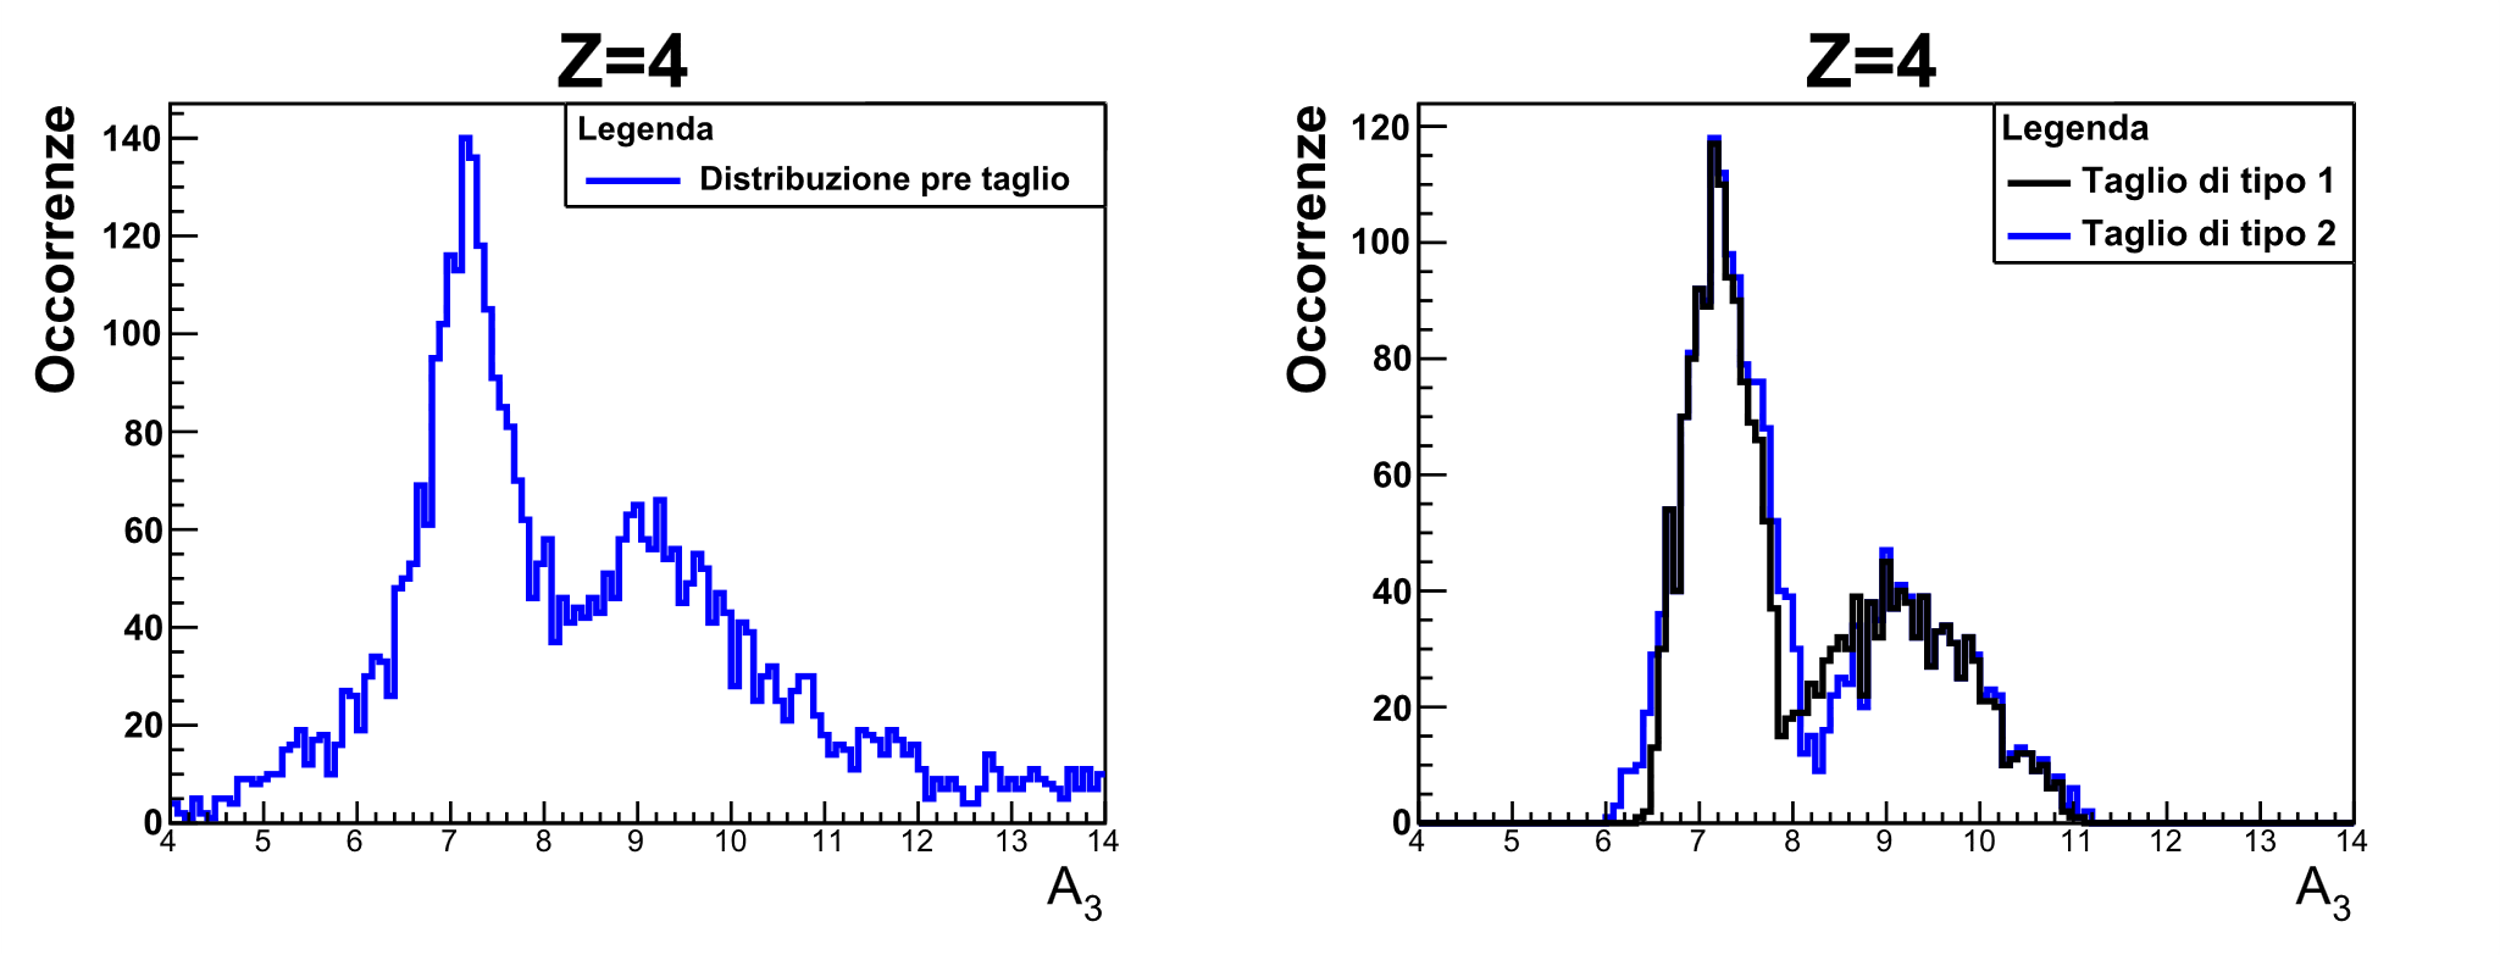 Z=4
Occorrenze
Legenda
Distribuzione pre taglio
140
120
100
80
60
40
20
0
4 5 6 7 8 9 10 11 12 13 14
A3
Z=4
Occorrenze
Legenda
Taglio di tipo 1
Taglio di tipo 2
120
100
80
60
40
20
0
4 5 6 7 8 9 10 11 12 13 14
A3